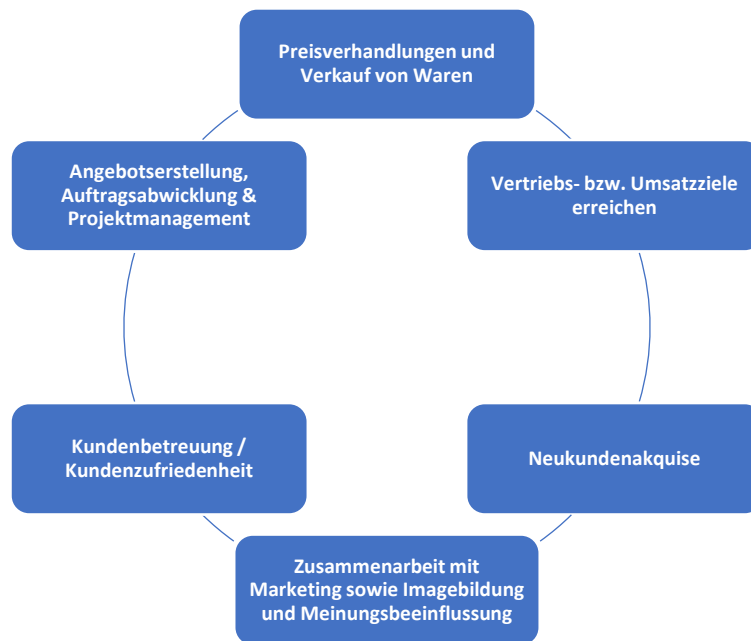 Preisverhandlungen und
Verkauf von Waren
Vertriebs- bzw. Umsatzziele
erreichen
Neukundenakquise
Zusammenarbeit mit
Marketing sowie Imagebildung
und Meinungsbeeinflussung
Kundenbetreuung /
Kundenzufriedenheit
Angebotserstellung,
Auftragsabwicklung &
Projektmanagement